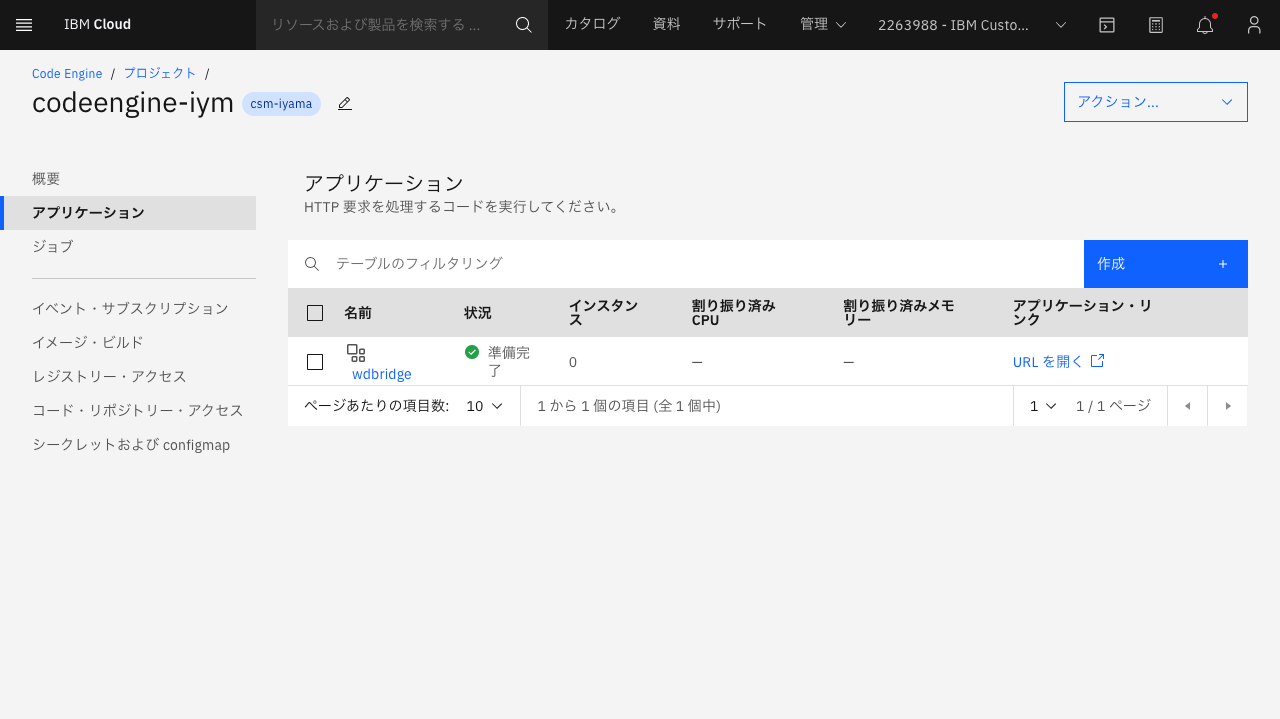 IBM Cloud
リソースおよび製品を検索する ...
カタログ
資料
サポート
管理
2263988 - IBM Custo...
Code Engine / プロジェクト /
codeengine-iym csm-iyama
アクション...
概要
アプリケーション
ジョブ
イベント・サブスクリプション
イメージ・ビルド
レジストリー・アクセス
コード・リポジトリー・アクセス
シークレットおよび configmap
アプリケーション
HTTP 要求を処理するコードを実行してください。
テーブルのフィルタリング
作成 +
名前
状況
インスタン
ス
割り振り済み
CPU
割り振り済みメモ
リー
アプリケーション・リ
ンク
wdbridge
準備完
了
0
—
—
URL を開く
ページあたりの項目数: 10
1 から 1 個の項目 (全 1 個中)
1
1 / 1 ページ